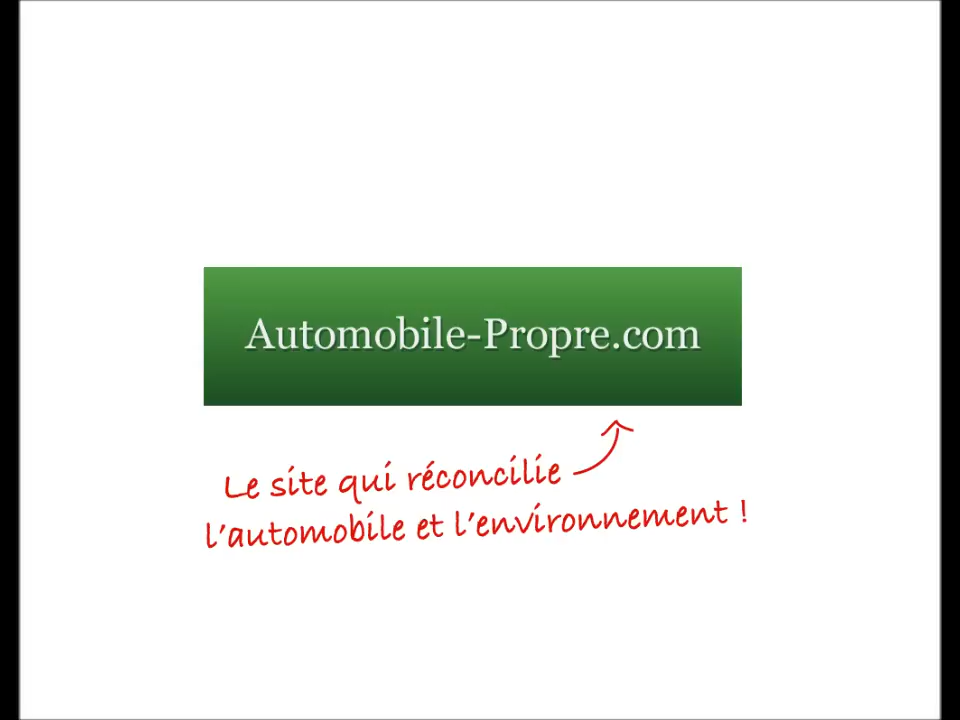 Automobile-Propre.com
Le site qui réconcilie
l'automobile et l'environnement !